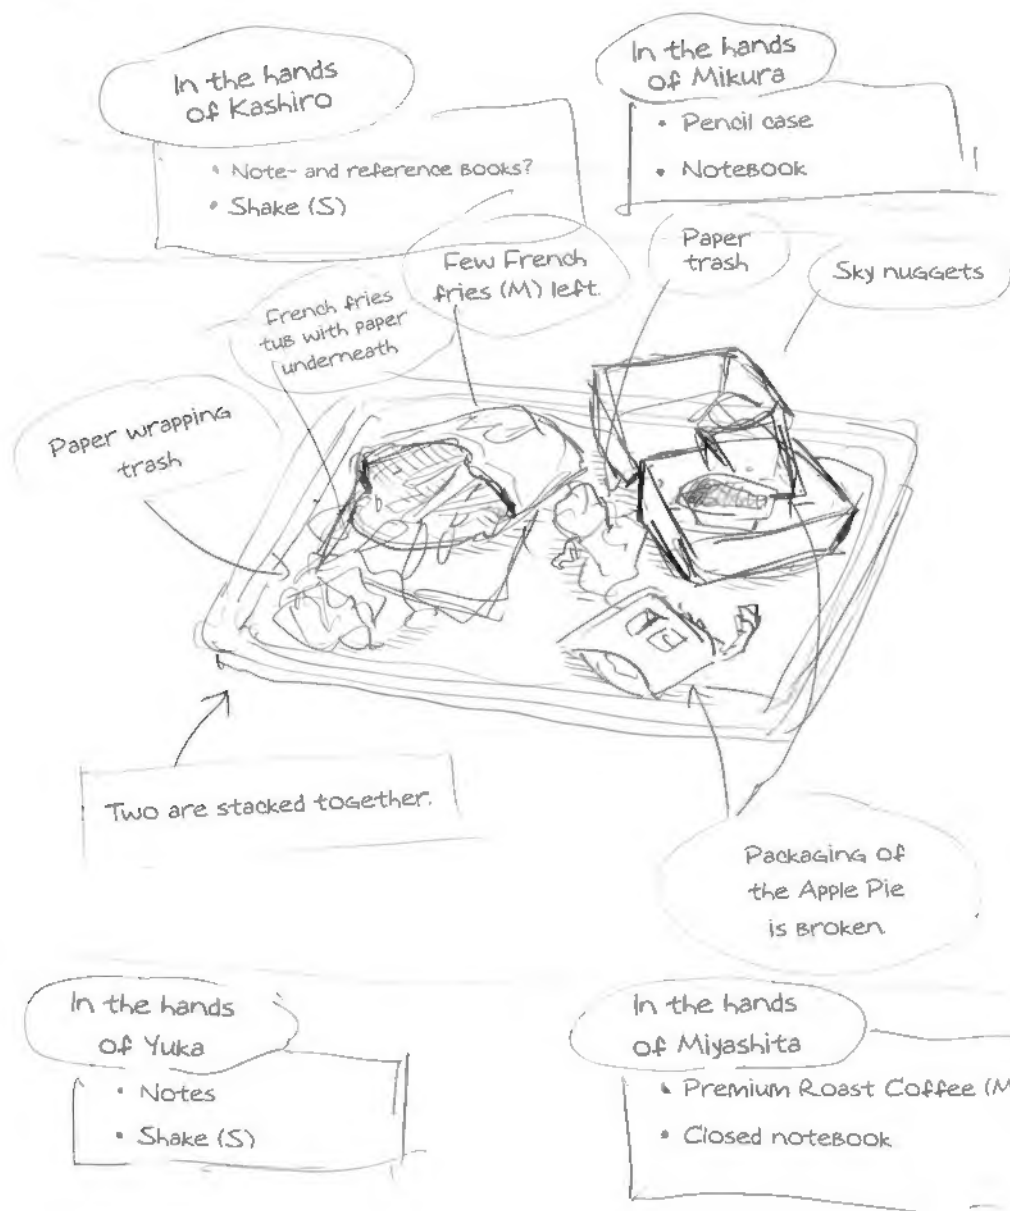 In the hands
of Kashiro
• Note- and reference books?
• Shake (S)
In the hands
of Mikura
• Pencil case
• Notebook
Few French
fries (M) left.
Paper
trash
Sky nuggets
French fries
tub with paper
underneath
Paper wrapping
trash
Two are stacked together.
Packaging of
the Apple Pie
is broken
In the hands
of Yuka
• Notes
• Shake (S)
In the hands
of Miyashita
• Premium Roast Coffee (M
• Closed notebook